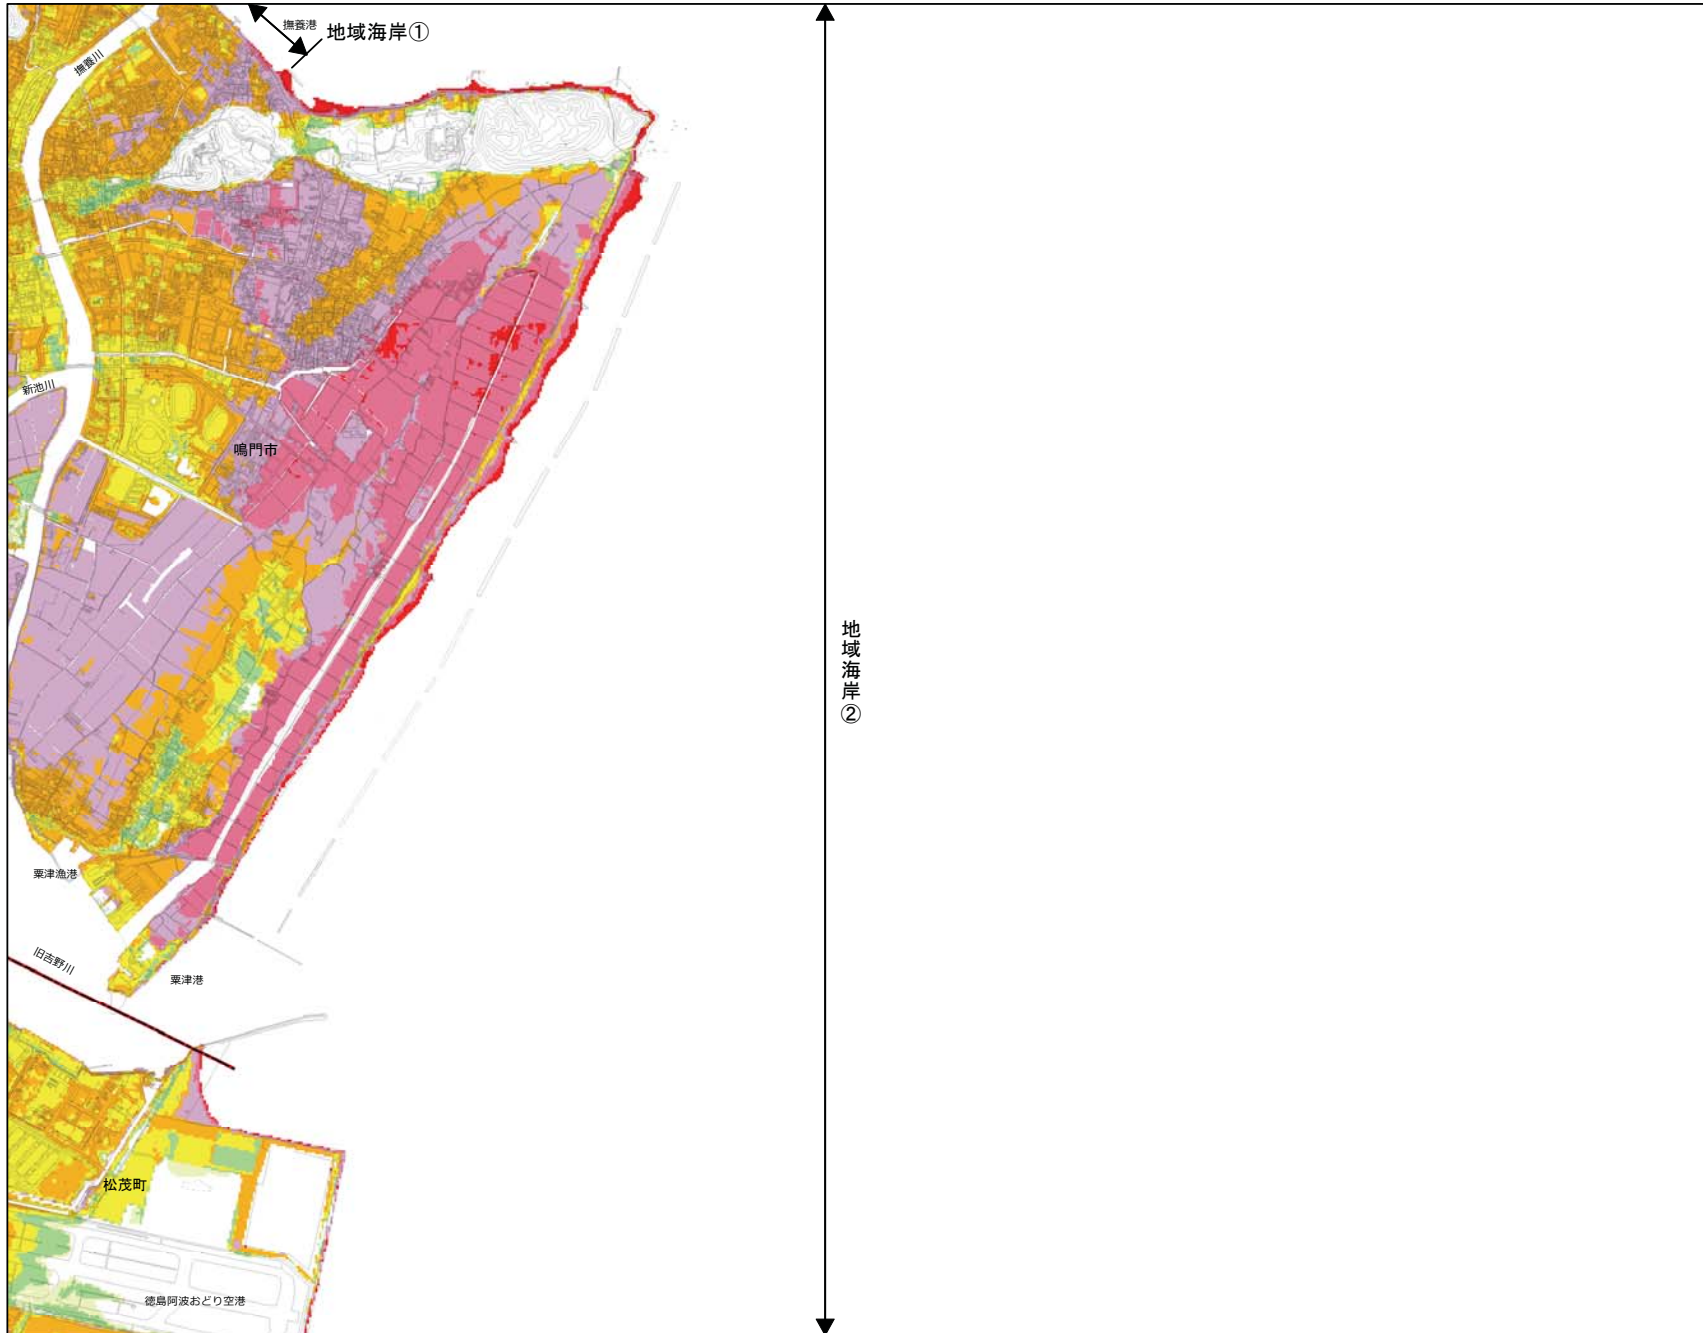 撫養港
地域海岸①
撫養川
新池川
鳴門市
地域海岸②
粟津漁港
旧吉野川
粟津港
松茂町
徳島阿波おどり空港